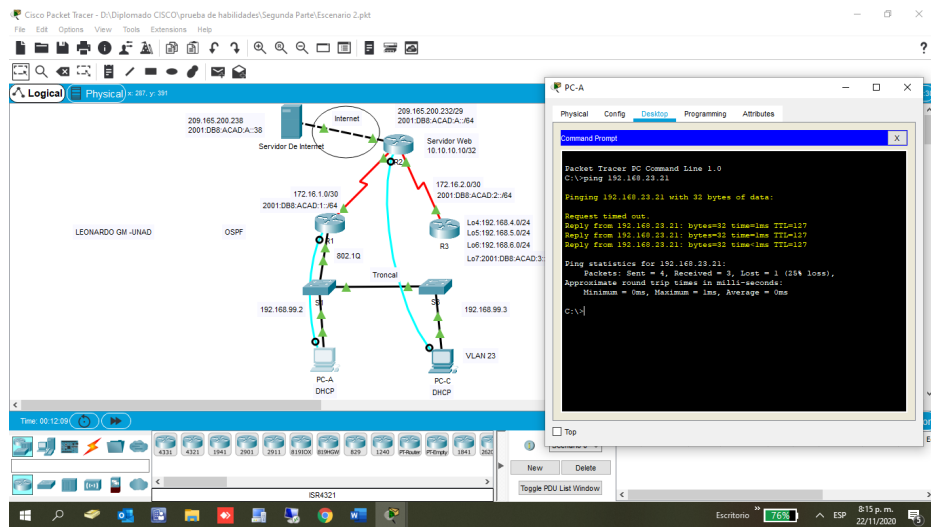 Cisco Packet Tracer - D:\Diplomado CISCO\prueba de habilidades\Segunda Parte\Escenario 2.pkt
File Edit Options View Tools Extensions Help
?
Logical
Physical
x: 287, y: 391
209.165.200.238
2001:DB8:ACAD:A::38
Servidor De Internet
Internet
209.165.200.232/29
2001:DB8:ACAD:A::/64
Servidor Web
10.10.10.10/32
R2
172.16.1.0/30
2001:DB8:ACAD:1::/64
172.16.2.0/30
2001:DB8:ACAD:2::/64
LEONARDO GM -UNAD
OSPF
R1
802.1Q
R3
Lo4:192.168.4.0/24
Lo5:192.168.5.0/24
Lo6:192.168.6.0/24
Lo7:2001:DB8:ACAD:3:
Troncal
192.168.99.2
S1
S3
192.168.99.3
VLAN 23
PC-A
DHCP
PC-C
DHCP
PC-A
Physical Config Desktop Programming Attributes
Command Prompt
X
Packet Tracer PC Command Line 1.0
C:\>ping 192.168.23.21
Pinging 192.168.23.21 with 32 bytes of data:
Request timed out.
Reply from 192.168.23.21: bytes=32 time=1ms TTL=127
Reply from 192.168.23.21: bytes=32 time=1ms TTL=127
Reply from 192.168.23.21: bytes=32 time<1ms TTL=127
Ping statistics for 192.168.23.21:
Packets: Sent = 4, Received = 3, Lost = 1 (25% loss),
Approximate round trip times in milli-seconds:
Minimum = 0ms, Maximum = 1ms, Average = 0ms
C:\>
Top
Time: 00:12:09
4331 4321 1941 2901 2911 819IOX 819HGW 829 1240 PT-Router PT-Empty 1841
ISR4321
New Delete
Toggle PDU List Window
Escritorio
76%
ESP
8:15 p. m.
22/11/2020
5